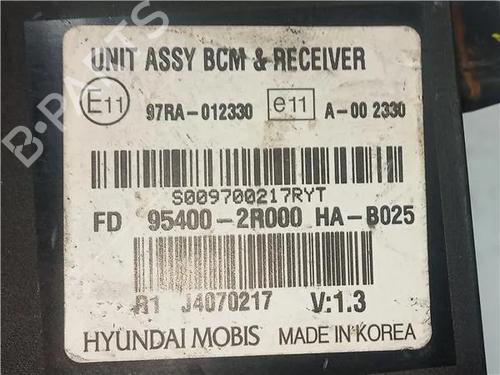 UNIT ASSY BCM & RECEIVER
E11 97RA-012330 e11 A-00 2330
S009700217RYT
FD 95400-2R000 HA-B025
R1 J4070217 V:1.3
HYUNDAI MOBIS MADE IN KOREA
B-PARTS